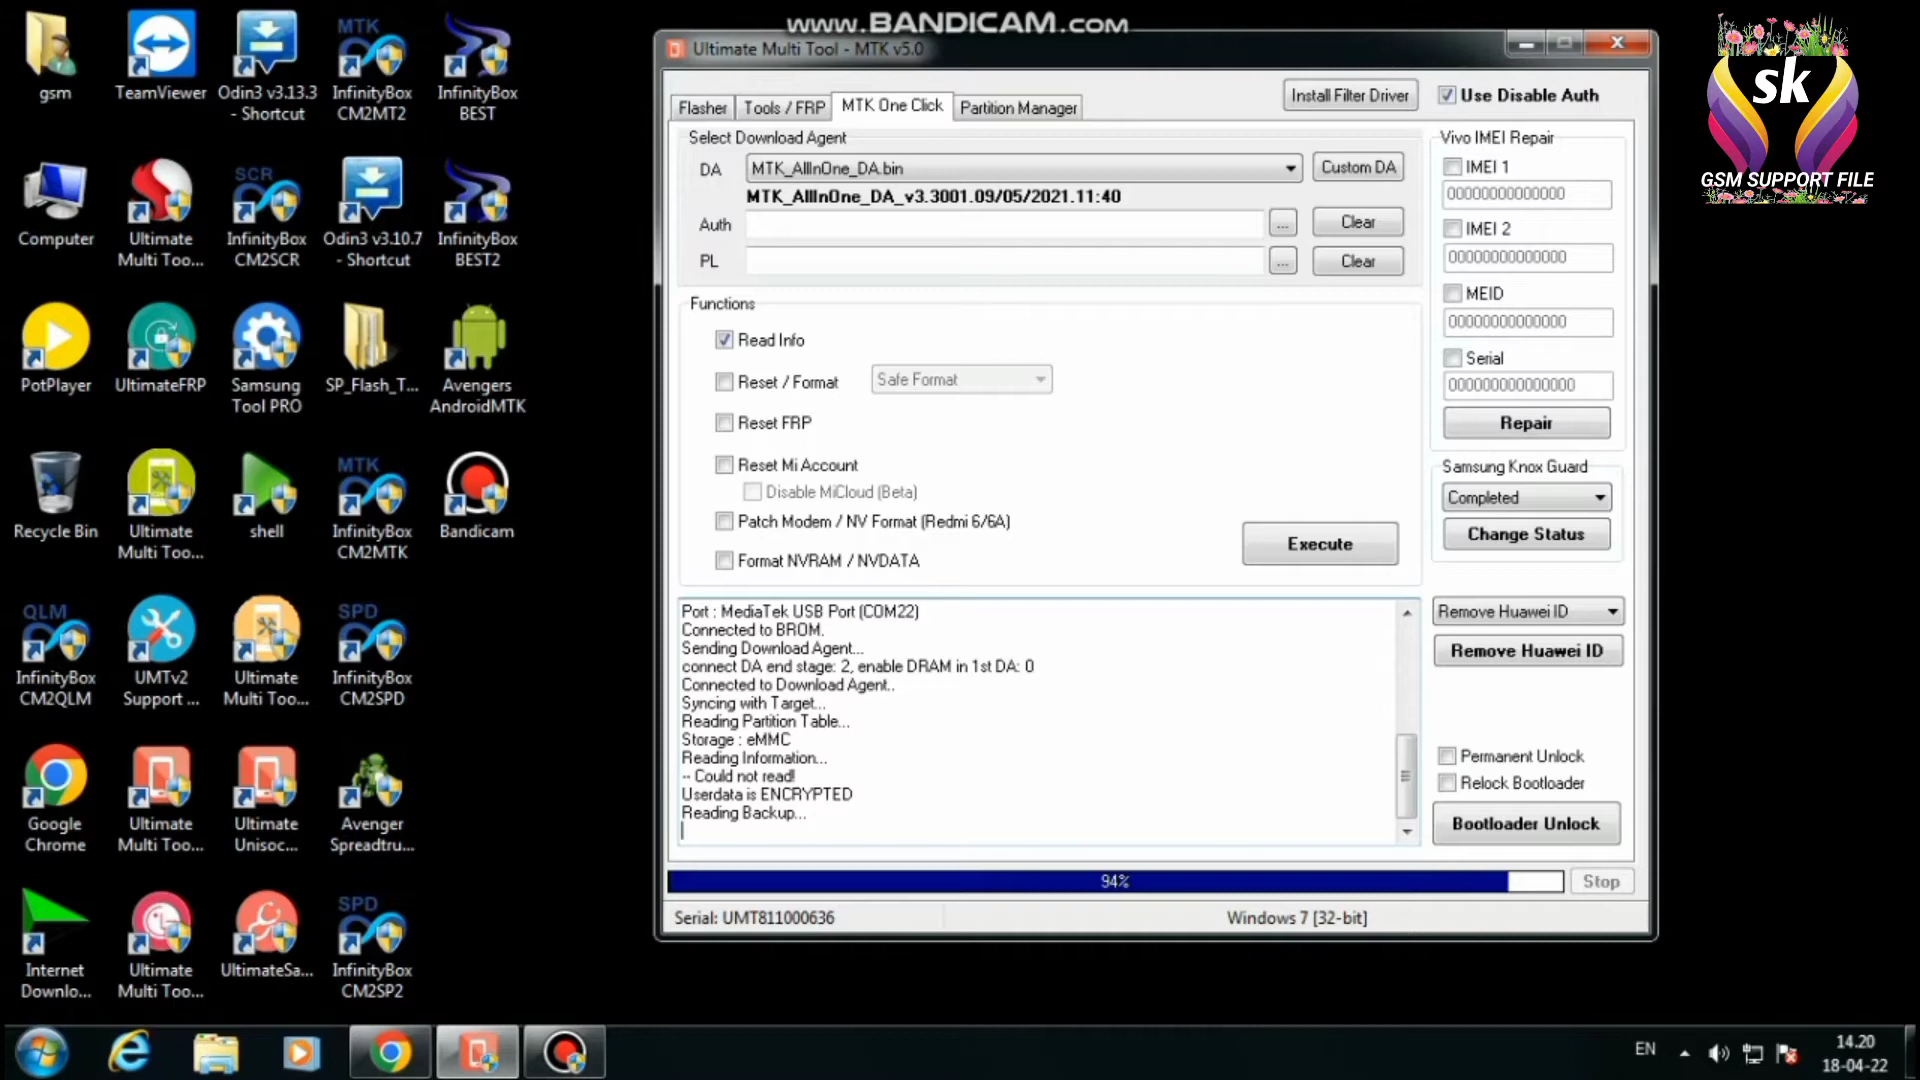 www.BANDICAM.com
gsm
TeamViewer
Odin3 v3.13.3
- Shortcut
MTK
InfinityBox
CM2MT2
InfinityBox
BEST
Computer
Ultimate
Multi Too...
SCR
InfinityBox
CM2SCR
Odin3 v3.10.7
- Shortcut
InfinityBox
BEST2
PotPlayer
UltimateFRP
Samsung
Tool PRO
SP_Flash_T...
Avengers
AndroidMTK
Recycle Bin
Ultimate
Multi Too...
shell
MTK
InfinityBox
CM2MTK
Bandicam
QLM
InfinityBox
CM2QLM
UMTv2
Support ...
Ultimate
Multi Too...
SPD
InfinityBox
CM2SPD
Google
Chrome
Ultimate
Multi Too...
Ultimate
Unisoc...
Avenger
Spreadtru...
Internet
Downlo...
Ultimate
Multi Too...
UltimateSa...
SPD
InfinityBox
CM2SP2
Ultimate Multi Tool - MTK v5.0
Flasher
Tools / FRP
MTK One Click
Partition Manager
Install Filter Driver
Use Disable Auth
Select Download Agent
DA
MTK_AllInOne_DA.bin
Custom DA
MTK_AllInOne_DA_v3.3001.09/05/2021.11:40
Auth
...
Clear
PL
...
Clear
Functions
Read Info
Reset / Format
Safe Format
Reset FRP
Reset Mi Account
Disable MiCloud (Beta)
Patch Modem / NV Format (Redmi 6/6A)
Format NVRAM / NVDATA
Execute
Port : MediaTek USB Port (COM22)
Connected to BROM.
Sending Download Agent...
connect DA end stage: 2, enable DRAM in 1st DA: 0
Connected to Download Agent..
Syncing with Target...
Reading Partition Table...
Storage : eMMC
Reading Information...
-- Could not read!
Userdata is ENCRYPTED
Reading Backup...
94%
Stop
Serial: UMT811000636
Windows 7 [32-bit]
Vivo IMEI Repair
IMEI 1
00000000000000
IMEI 2
00000000000000
MEID
00000000000000
Serial
000000000000000
Repair
Samsung Knox Guard
Completed
Change Status
Remove Huawei ID
Remove Huawei ID
Permanent Unlock
Relock Bootloader
Bootloader Unlock
sk
GSM SUPPORT FILE
EN
14.20
18-04-22